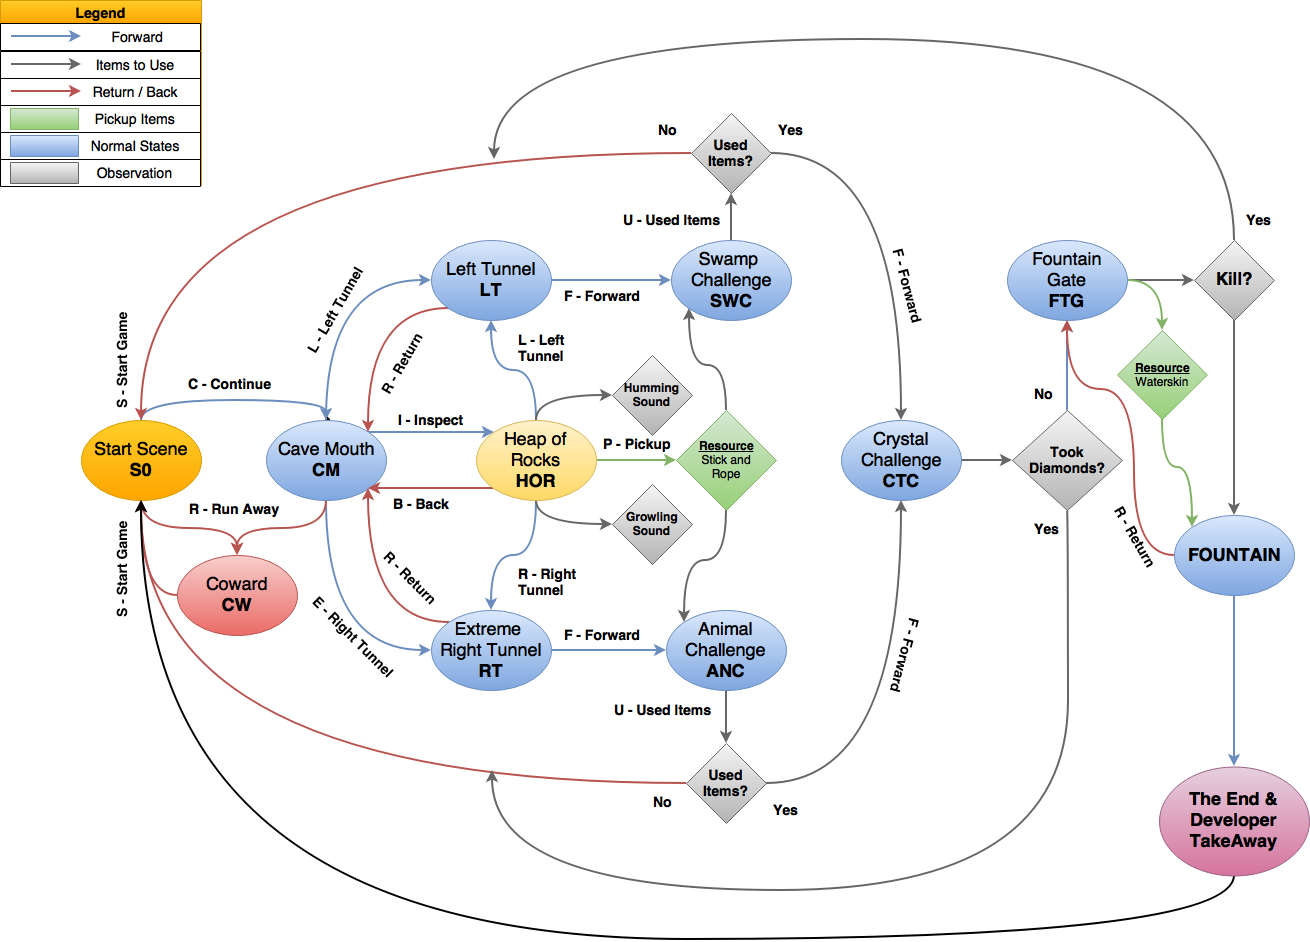 Legend
Forward
Items to Use
Return / Back
Pickup Items
Normal States
Observation
No
Used
Items?
Yes
U - Used Items
Yes
S - Start Game
L - Left Tunnel
Left Tunnel
LT
F - Forward
Swamp
Challenge
SWC
F - Forward
Fountain
Gate
FTG
Kill?
R - Return
L - Left
Tunnel
C - Continue
Humming
Sound
Resource
Waterskin
No
I - Inspect
P - Pickup
Start Scene
S0
Cave Mouth
CM
Heap of
Rocks
HOR
Resource
Stick and
Rope
Crystal
Challenge
CTC
Took
Diamonds?
R - Run Away
B - Back
Growling
Sound
Yes
R - Return
FOUNTAIN
S - Start Game
Coward
CW
R - Return
R - Right
Tunnel
E - Right Tunnel
Extreme
Right Tunnel
RT
F - Forward
Animal
Challenge
ANC
F - Forward
U - Used Items
Used
Items?
No
Yes
The End &
Developer
TakeAway